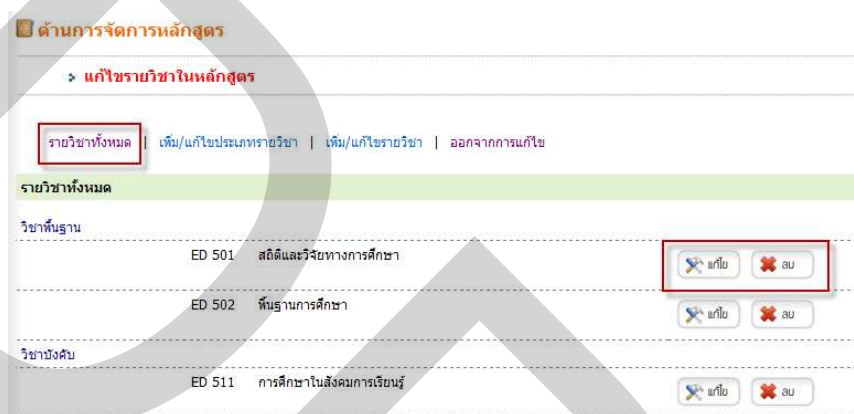 ด้านการจัดการหลักสูตร
แก้ไขรายวิชาในหลักสูตร
รายวิชาทั้งหมด | เพิ่ม/แก้ไขประเภทรายวิชา | เพิ่ม/แก้ไขรายวิชา | ออกจากการแก้ไข
รายวิชาทั้งหมด
วิชาพื้นฐาน
ED 501 สถิติและวิจัยทางการศึกษา แก้ไข ลบ
ED 502 พื้นฐานการศึกษา แก้ไข ลบ
วิชาบังคับ
ED 511 การศึกษาในสังคมการเรียนรู้ แก้ไข ลบ